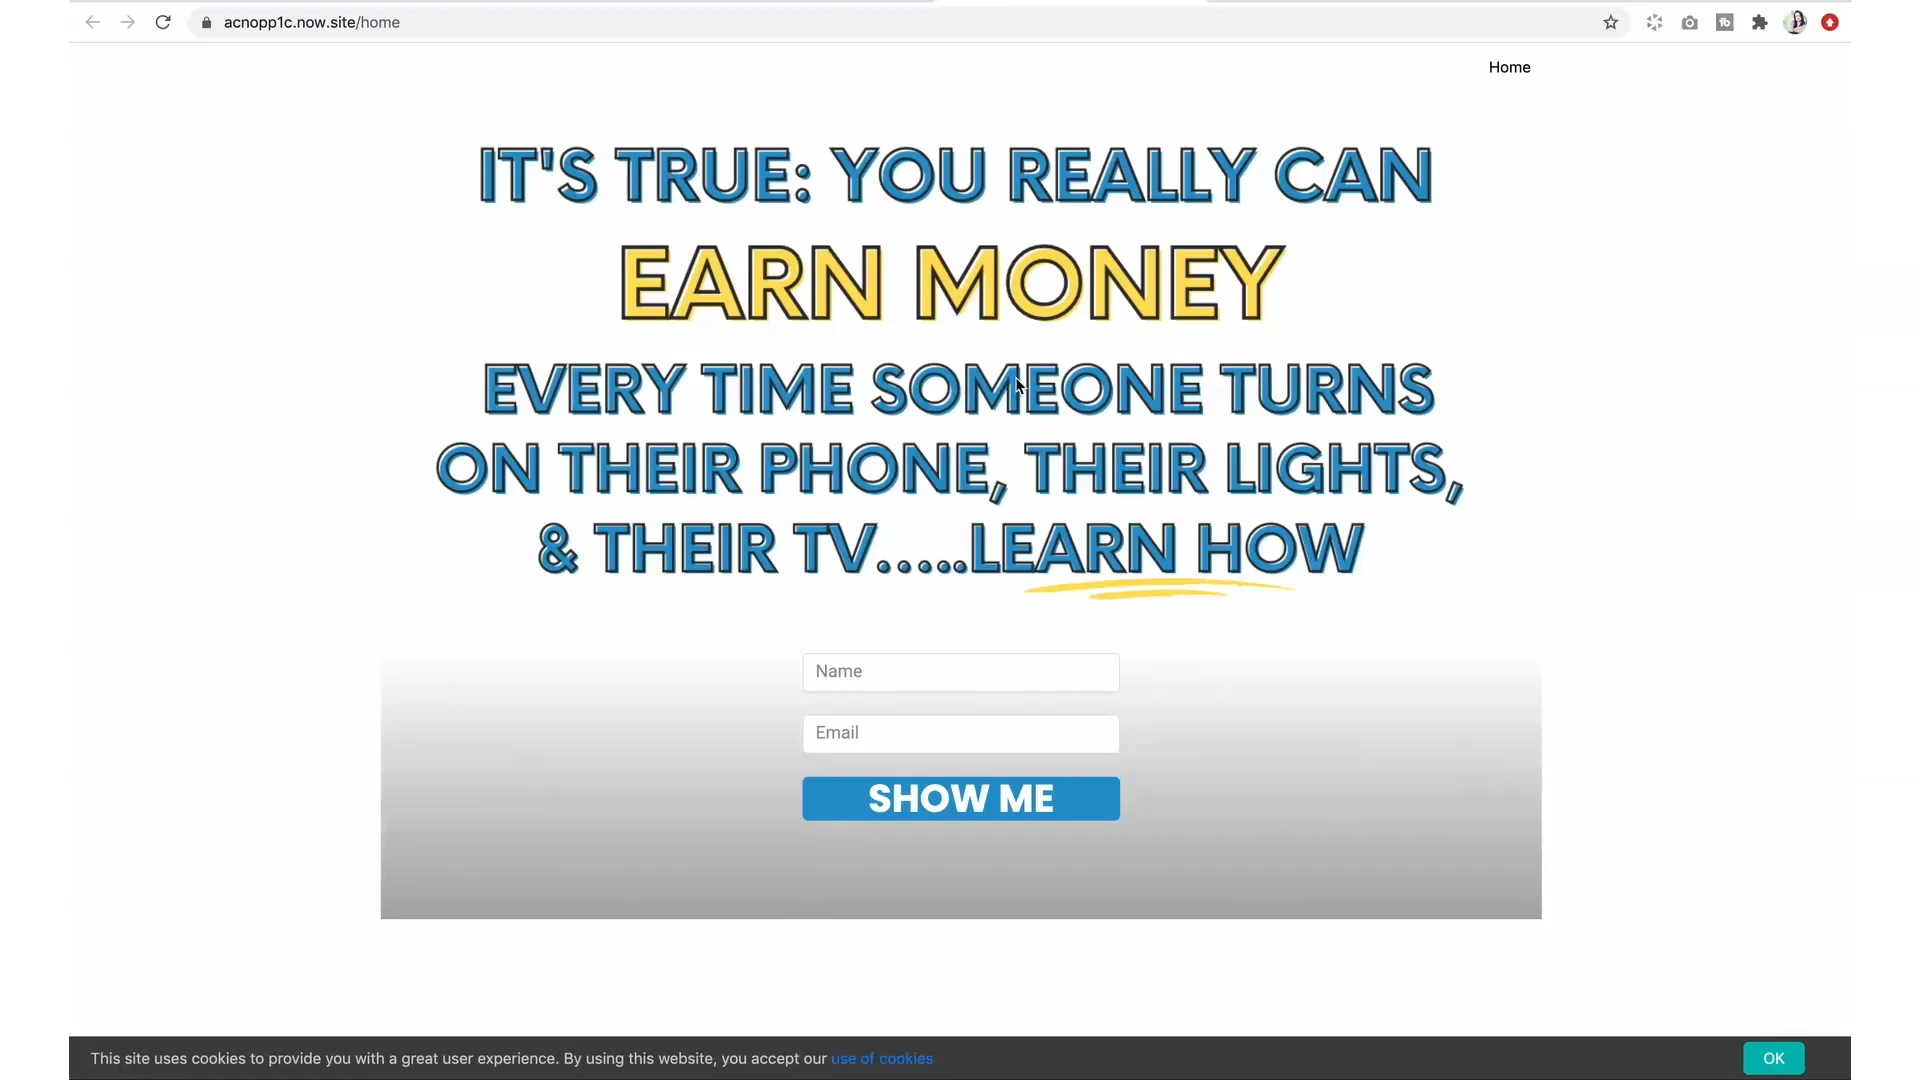 acnopp1c.now.site/home
Home
IT'S TRUE: YOU REALLY CAN
EARN MONEY
EVERY TIME SOMEONE TURNS
ON THEIR PHONE, THEIR LIGHTS,
& THEIR TV.....LEARN HOW
Name
Email
SHOW ME
This site uses cookies to provide you with a great user experience. By using this website, you accept our use of cookies
OK